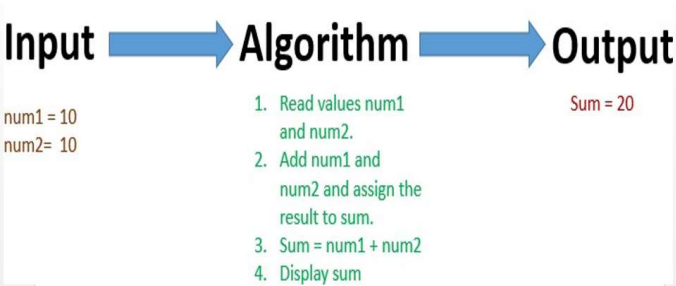 Input Algorithm Output
num1 = 10
num2= 10
1. Read values num1
and num2.
2. Add num1 and
num2 and assign the
result to sum.
3. Sum = num1 + num2
4. Display sum
Sum = 20